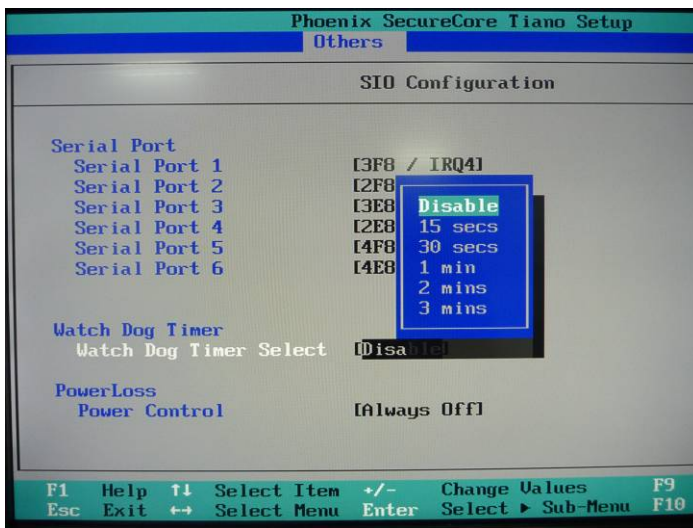 Phoenix SecureCore Tiano Setup
Others
SIO Configuration
Serial Port
Serial Port 1 [3F8 / IRQ4]
Serial Port 2 [2F8
Serial Port 3 [3E8
Serial Port 4 [2E8
Serial Port 5 [4F8
Serial Port 6 [4E8
Disable
15 secs
30 secs
1 min
2 mins
3 mins
Watch Dog Timer
Watch Dog Timer Select [Disable]
PowerLoss
Power Control [Always Off]
F1 Help ↑↓ Select Item +/- Change Values F9
Esc Exit ←→ Select Menu Enter Select ▶ Sub-Menu F10